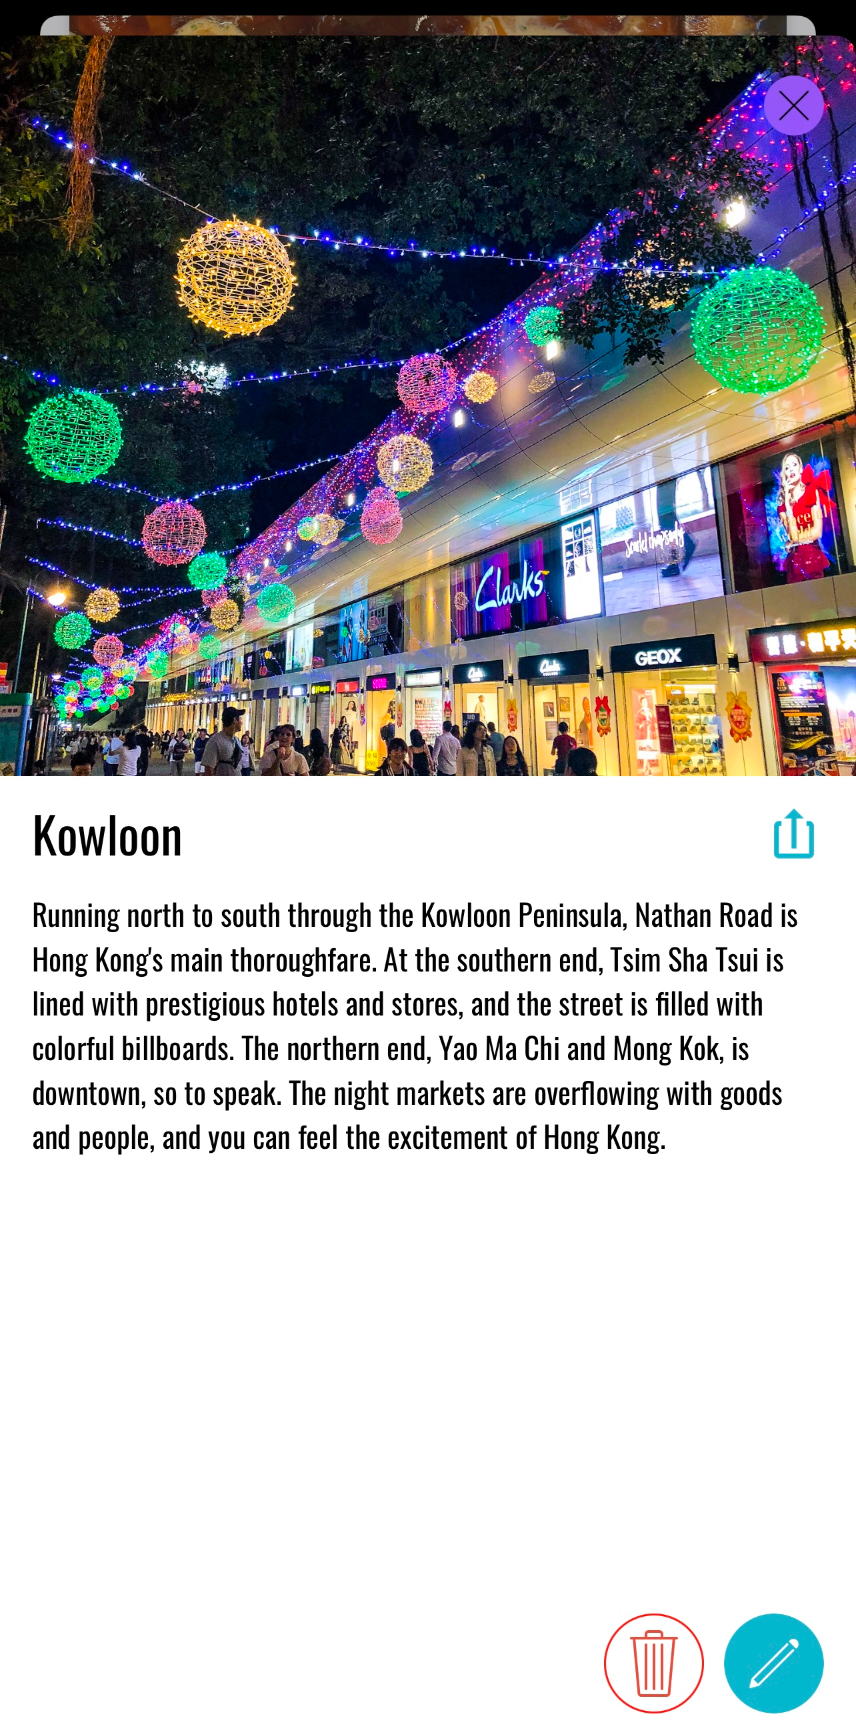 Clarks
GEOX
Kowloon
Running north to south through the Kowloon Peninsula, Nathan Road is
Hong Kong's main thoroughfare. At the southern end, Tsim Sha Tsui is
lined with prestigious hotels and stores, and the street is filled with
colorful billboards. The northern end, Yao Ma Chi and Mong Kok, is
downtown, so to speak. The night markets are overflowing with goods
and people, and you can feel the excitement of Hong Kong.